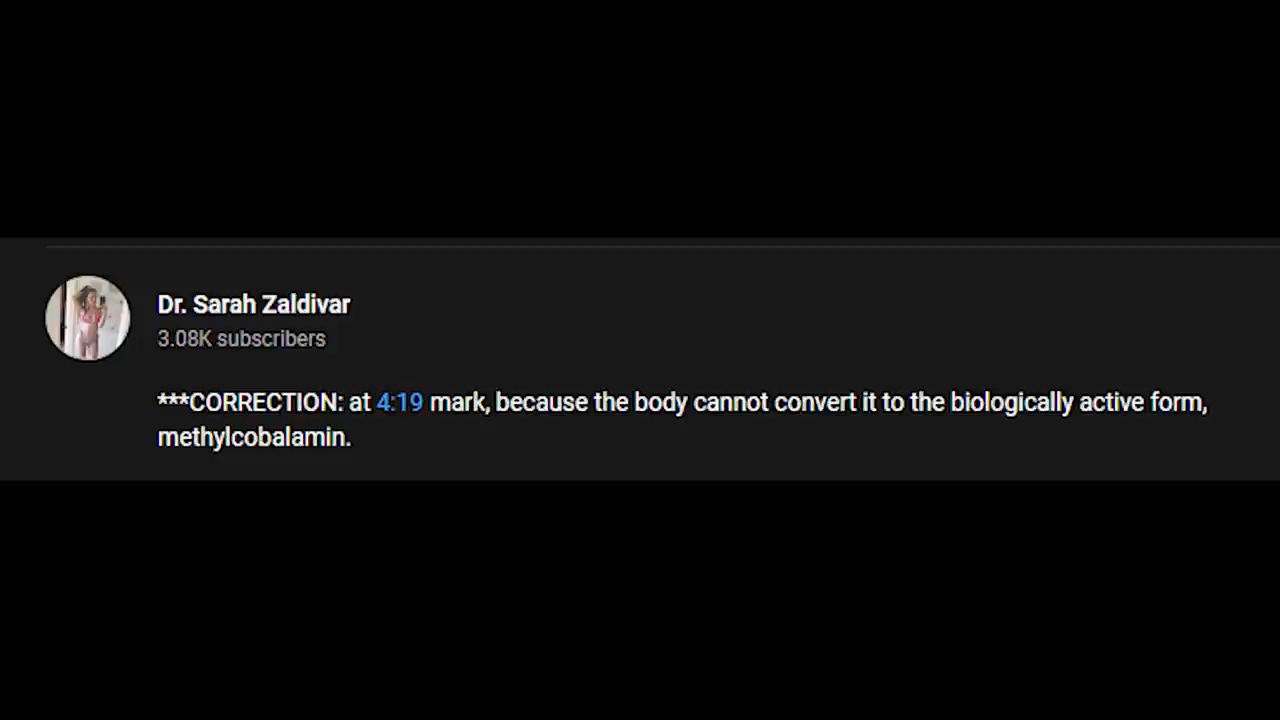 Dr. Sarah Zaldivar
3.08K subscribers
***CORRECTION: at 4:19 mark, because the body cannot convert it to the biologically active form,
methylcobalamin.